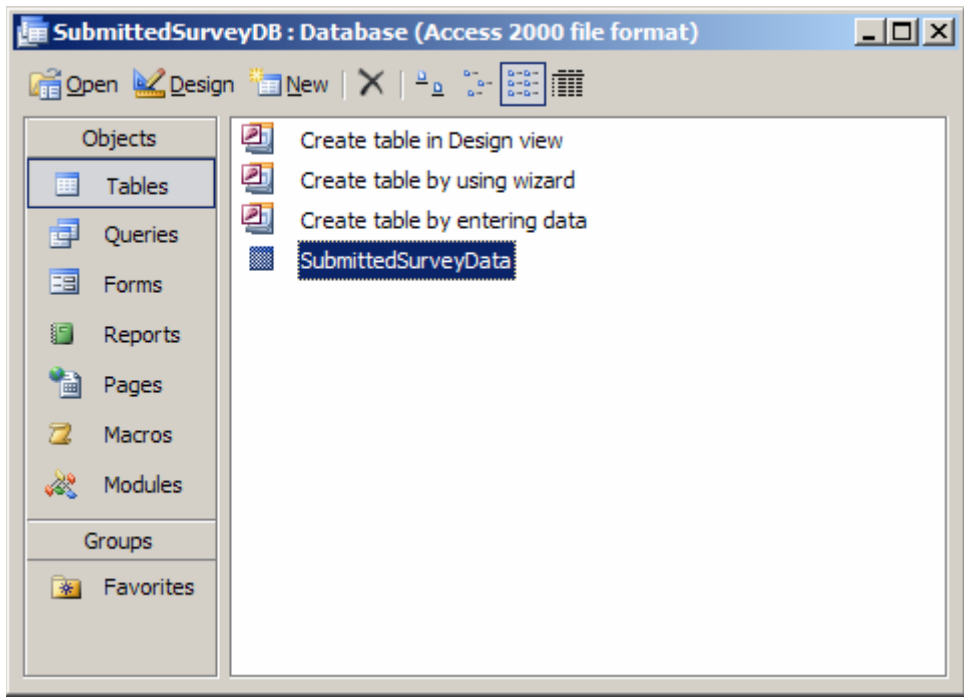 SubmittedSurveyDB : Database (Access 2000 file format)
Open Design New
Objects
Tables
Queries
Forms
Reports
Pages
Macros
Modules
Groups
Favorites
Create table in Design view
Create table by using wizard
Create table by entering data
SubmittedSurveyData